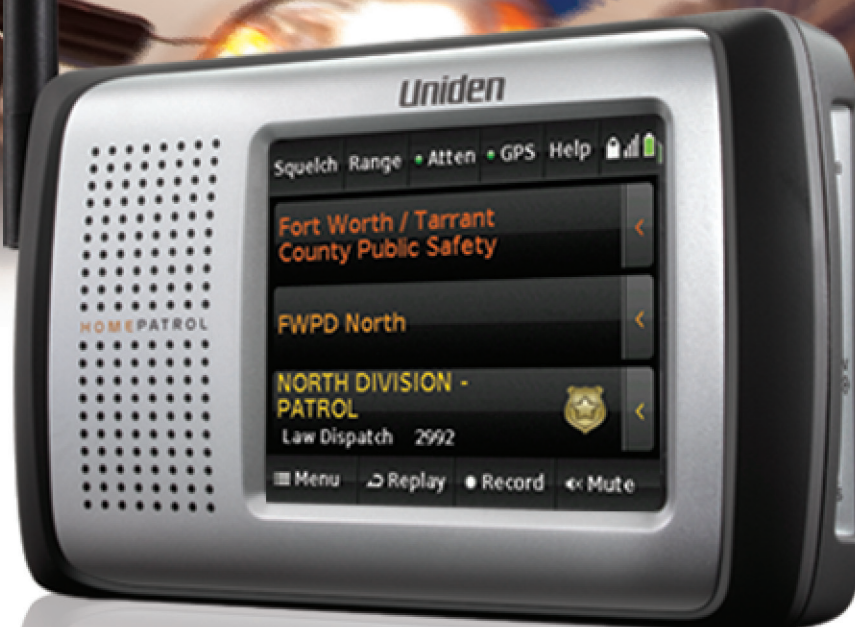 Uniden
Squelch Range • Atten • GPS Help
Fort Worth / Tarrant
County Public Safety
HOMEPATROL
FWPD North
NORTH DIVISION -
PATROL
Law Dispatch 2992
Menu Replay Record Mute